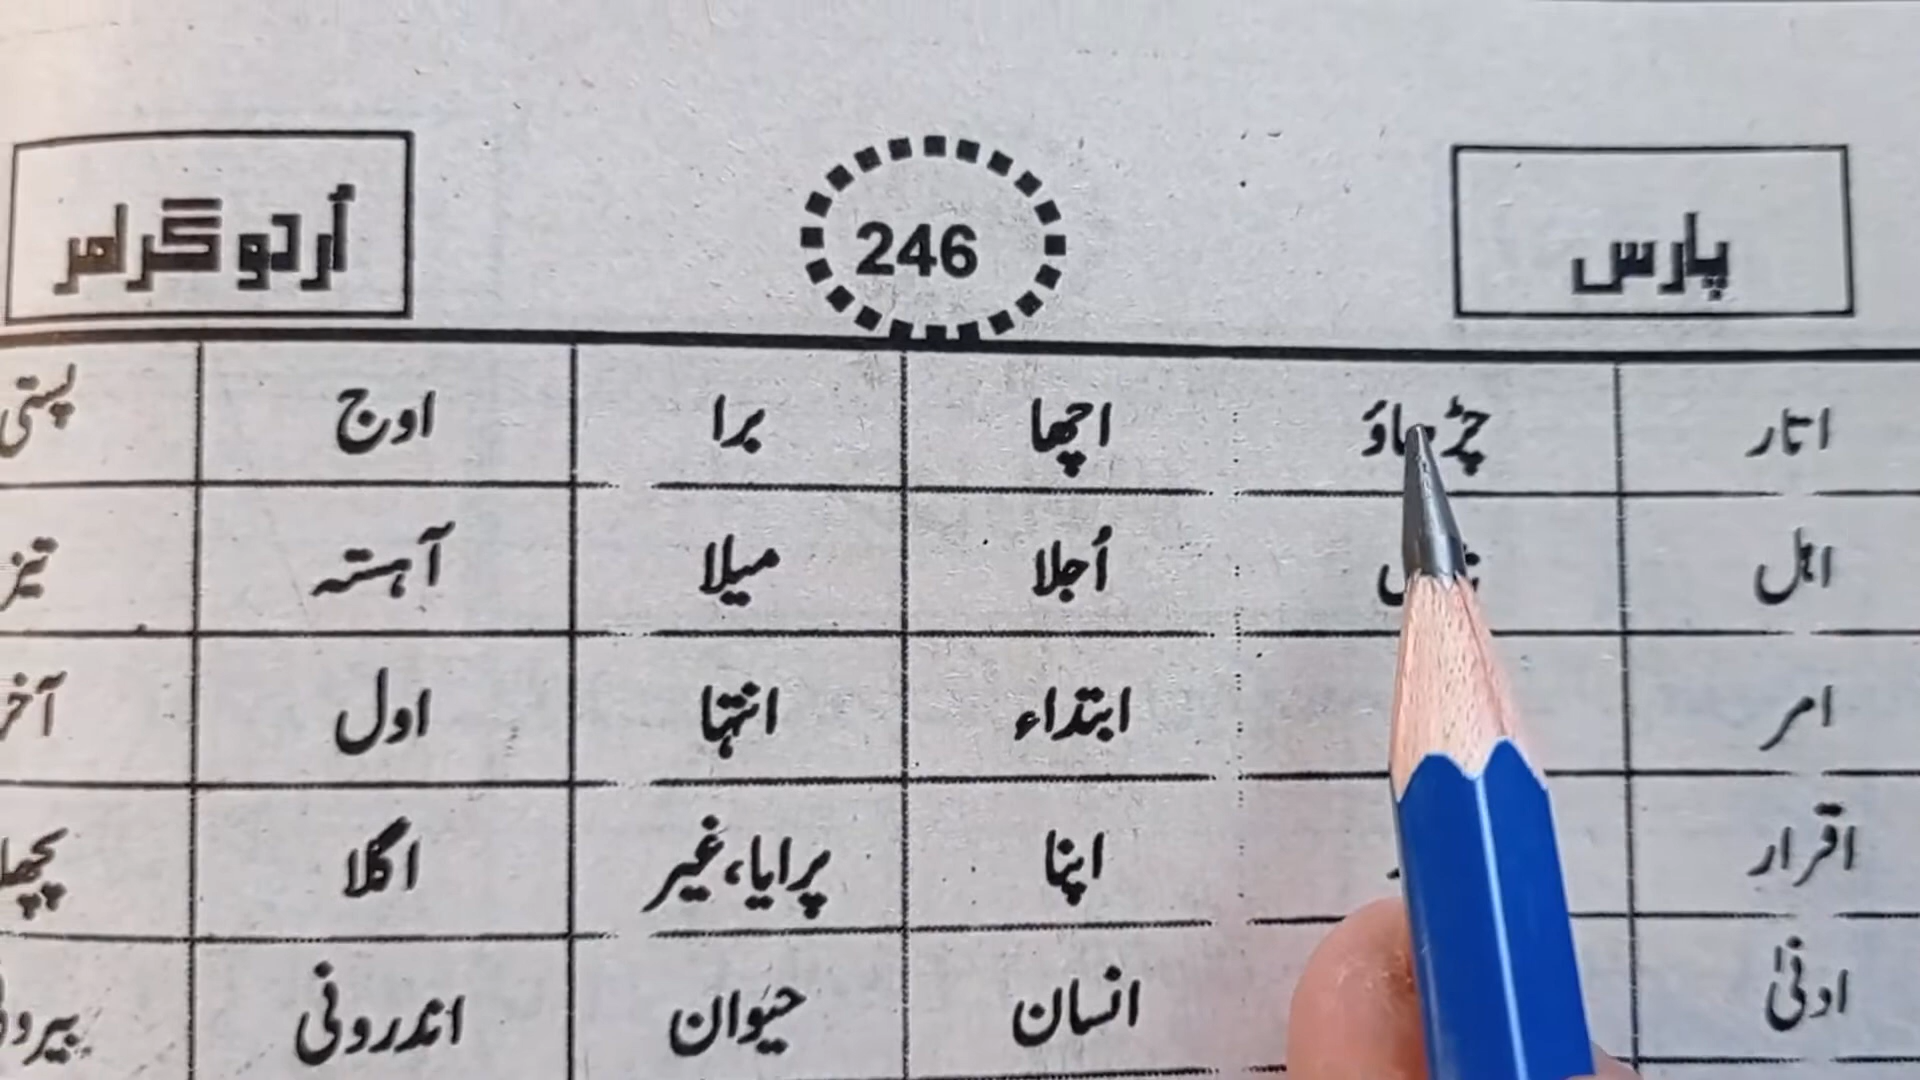 پارس 246 اُردو گرامر
اتار چڑھاؤ اچھا برا اوج پستی
اہل اُجلا میلا آہستہ تیز
امر ابتداء انتہا اول آخر
اقرار اپنا پرایا،غیر اگلا
ادنیٰ انسان حیوان اندرونی